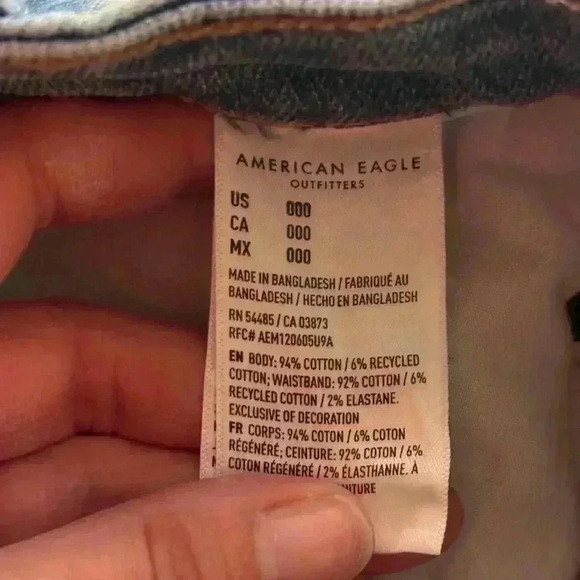 AMERICAN EAGLE
OUTFITTERS
US 000
CA 000
MX 000
MADE IN BANGLADESH / FABRIQUÉ AU
BANGLADESH / HECHO EN BANGLADESH
RN 54485 / CA 03873
RFC# AEM120605U9A
EN BODY: 94% COTTON / 6% RECYCLED
COTTON; WAISTBAND: 92% COTTON / 6%
RECYCLED COTTON / 2% ELASTANE.
EXCLUSIVE OF DECORATION
FR CORPS: 94% COTON / 6% COTON
RÉGÉNÉRÉ; CEINTURE: 92% COTON / 6%
COTON RÉGÉNÉRÉ / 2% ÉLASTHANNE. À